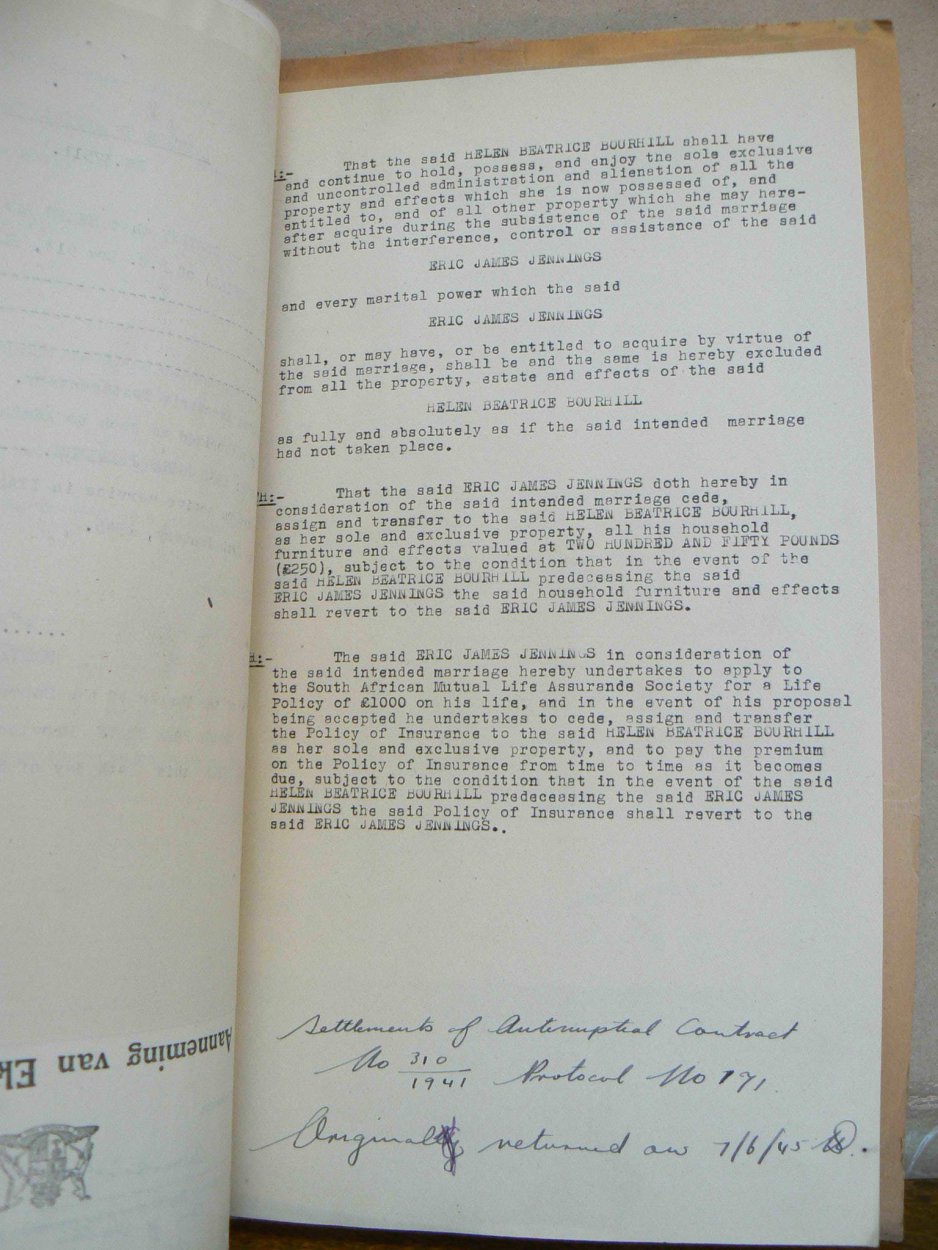 :- That the said HELEN BEATRICE BOURHILL shall have
and continue to hold, possess, and enjoy the sole exclusive
and uncontrolled administration and alienation of all the
property and effects which she is now possessed of, and
entitled to, and of all other property which she may here-
after acquire during the subsistence of the said marriage
without the interference, control or assistance of the said
ERIC JAMES JENNINGS
and every marital power which the said
ERIC JAMES JENNINGS
shall, or may have, or be entitled to acquire by virtue of
the said marriage, shall be and the same is hereby excluded
from all the property, estate and effects of the said
HELEN BEATRICE BOURHILL
as fully and absolutely as if the said intended marriage
had not taken place.
H:- That the said ERIC JAMES JENNINGS doth hereby in
consideration of the said intended marriage cede,
assign and transfer to the said HELEN BEATRICE BOURHILL,
as her sole and exclusive property, all his household
furniture and effects valued at TWO HUNDRED AND FIFTY POUNDS
(£250), subject to the condition that in the event of the
said HELEN BEATRICE BOURHILL predeceasing the said
ERIC JAMES JENNINGS the said household furniture and effects
shall revert to the said ERIC JAMES JENNINGS.
H:- The said ERIC JAMES JENNINGS in consideration of
the said intended marriage hereby undertakes to apply to
the South African Mutual Life Assurande Society for a Life
Policy of £1000 on his life, and in the event of his proposal
being accepted he undertakes to cede, assign and transfer
the Policy of Insurance to the said HELEN BEATRICE BOURHILL
as her sole and exclusive property, and to pay the premium
on the Policy of Insurance from time to time as it becomes
due, subject to the condition that in the event of the said
HELEN BEATRICE BOURHILL predeceasing the said ERIC JAMES
JENNINGS the said Policy of Insurance shall revert to the
said ERIC JAMES JENNINGS..
Settlements of Antenuptial Contract
No 310/1941 Protocol No 171.
Original returned on 7/6/45
Aanneming van